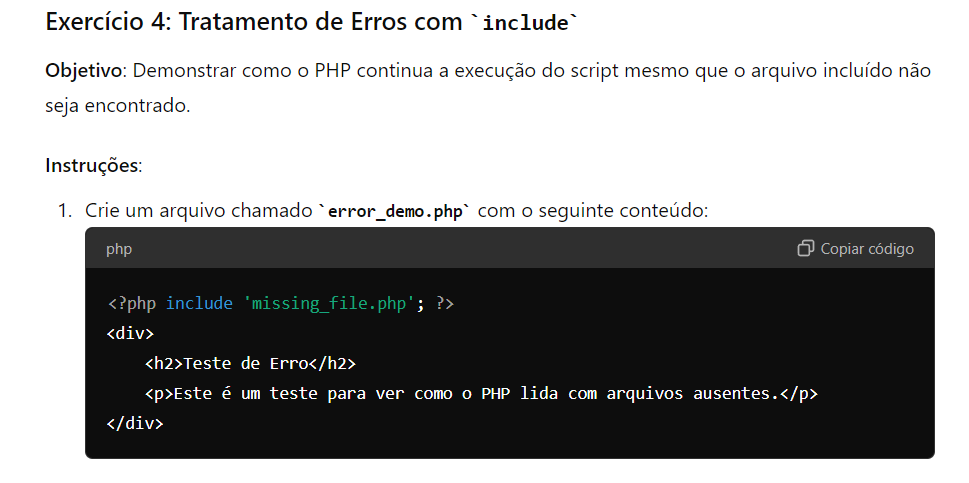 Exercício 4: Tratamento de Erros com `include`
Objetivo: Demonstrar como o PHP continua a execução do script mesmo que o arquivo incluído não
seja encontrado.
Instruções:
1. Crie um arquivo chamado `error_demo.php` com o seguinte conteúdo:
php Copiar código
<?php include 'missing_file.php'; ?>
<div>
    <h2>Teste de Erro</h2>
    <p>Este é um teste para ver como o PHP lida com arquivos ausentes.</p>
</div>